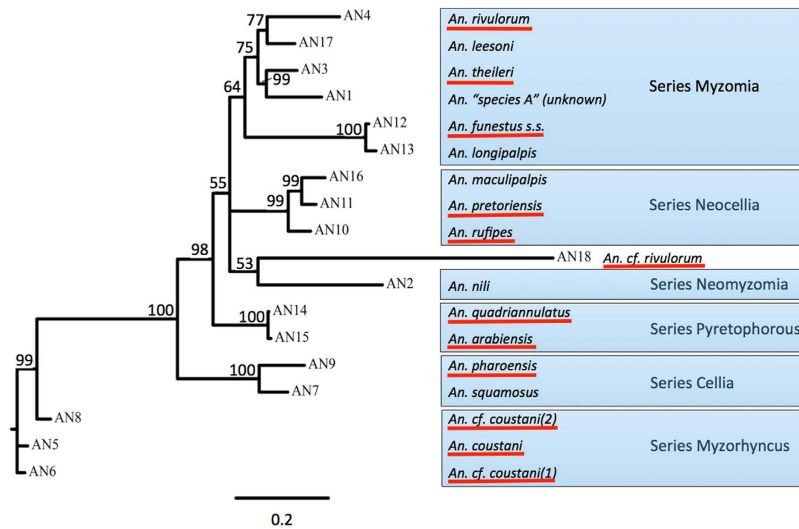 77 AN4 An. rivulorum
75 AN17 An. leesoni
AN3 An. theileri Series Myzomia
64 99 AN1 An. “species A” (unknown)
100 AN12 An. funestus s.s.
AN13 An. longipalpis
55 99 AN16 An. maculipalpis
99 AN11 An. pretoriensis Series Neocellia
AN10 An. rufipes
98 AN18 An. cf. rivulorum
53 AN2 An. nili Series Neomyzomia
100 AN14 An. quadriannulatus
100 AN15 An. arabiensis Series Pyretophorous
AN9 An. pharoensis
99 100 AN7 An. squamosus Series Cellia
AN8 An. cf. coustani(2)
AN5 An. coustani Series Myzorhyncus
AN6 An. cf. coustani(1)
0.2